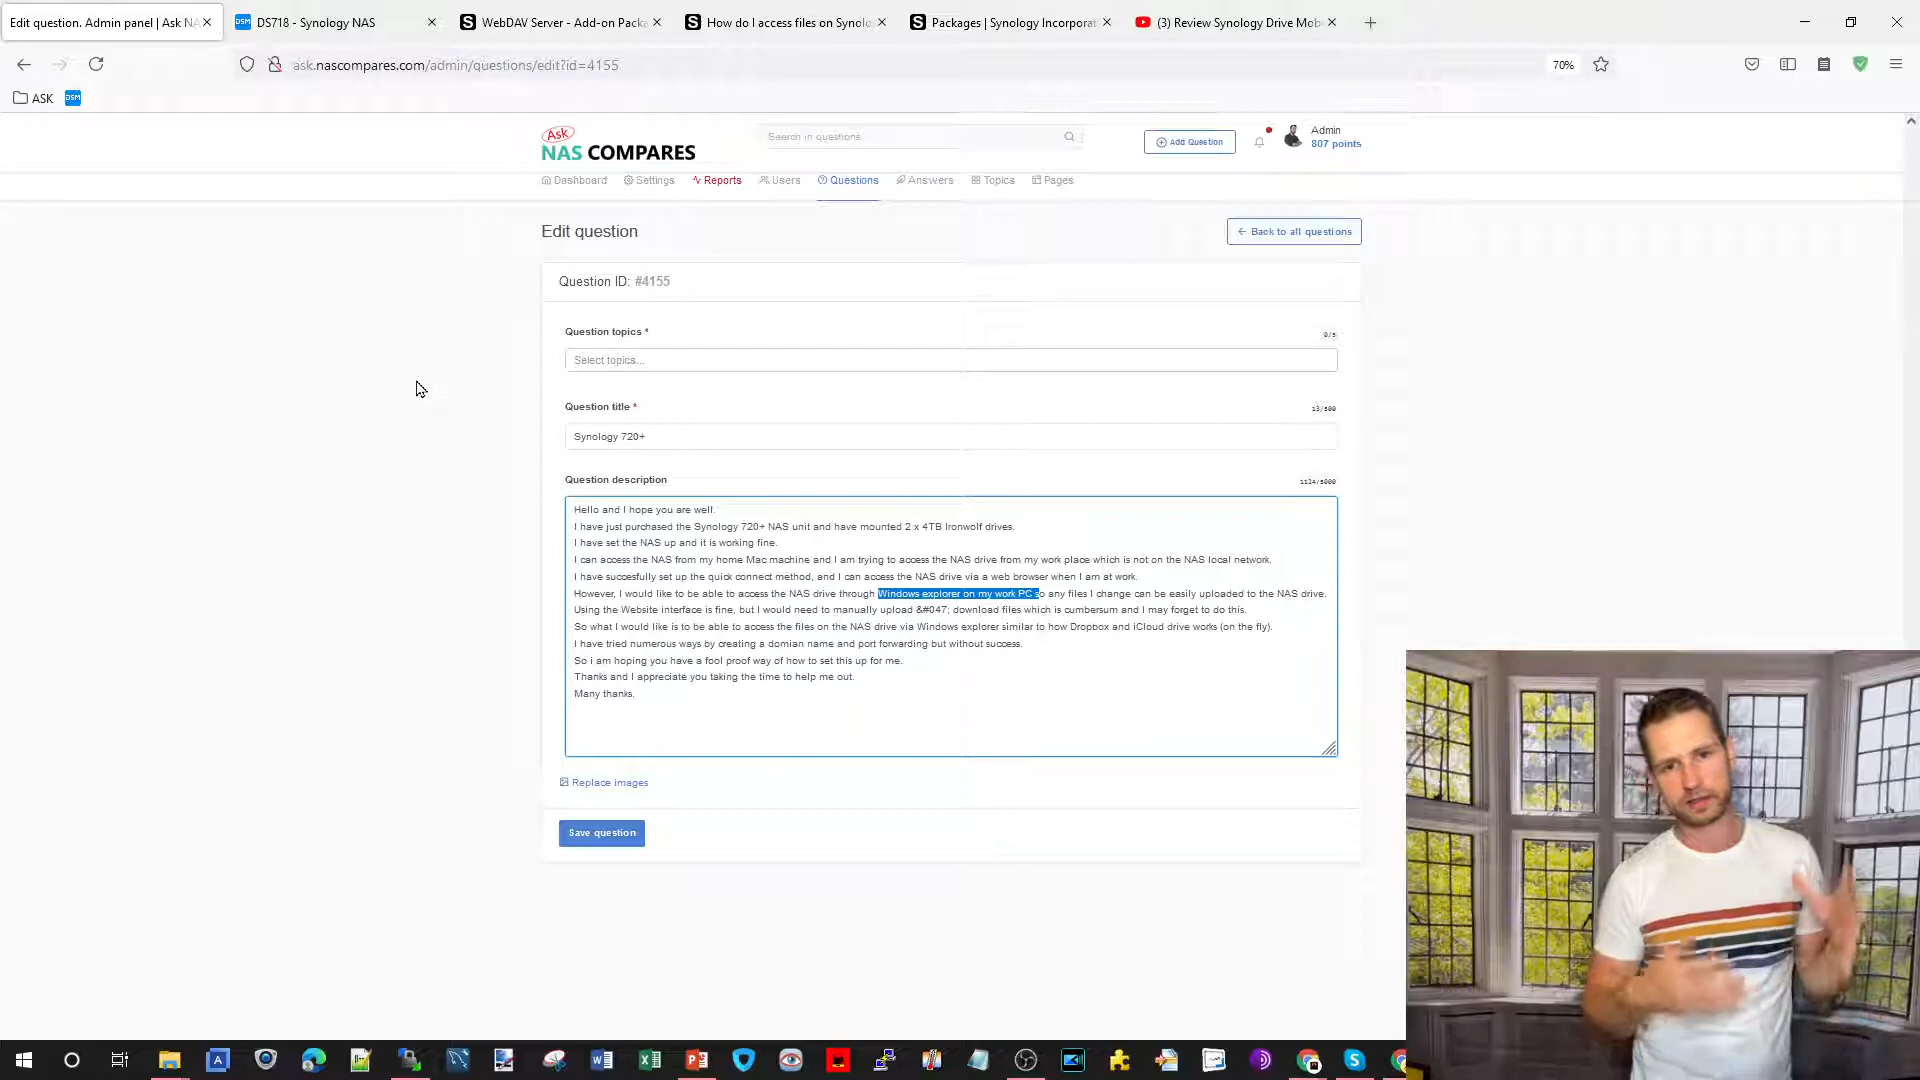 Edit question. Admin panel | Ask NA
DS718 - Synology NAS
WebDAV Server - Add-on Packa
How do I access files on Synolo
Packages | Synology Incorporat
(3) Review Synology Drive Mob
ask.nascompares.com/admin/questions/edit?id=4155
70%
ASK
DSM
Ask
NAS COMPARES
Search in questions.
Add Question
Admin
807 points
Dashboard
Settings
Reports
Users
Questions
Answers
Topics
Pages
Edit question
Back to all questions
Question ID: #4155
Question topics *
0/5
Select topics...
Question title *
13/500
Synology 720+
Question description
1124/5000
Hello and I hope you are well.
I have just purchased the Synology 720+ NAS unit and have mounted 2 x 4TB Ironwolf drives.
I have set the NAS up and it is working fine.
I can access the NAS from my home Mac machine and I am trying to access the NAS drive from my work place which is not on the NAS local network.
I have succesfully set up the quick connect method, and I can access the NAS drive via a web browser when I am at work.
However, I would like to be able to access the NAS drive through Windows explorer on my work PC so any files I change can be easily uploaded to the NAS drive.
Using the Website interface is fine, but I would need to manually upload &#047; download files which is cumbersum and I may forget to do this.
So what I would like is to be able to access the files on the NAS drive via Windows explorer similar to how Dropbox and iCloud drive works (on the fly).
I have tried numerous ways by creating a domian name and port forwarding but without success.
So i am hoping you have a fool proof way of how to set this up for me.
Thanks and I appreciate you taking the time to help me out.
Many thanks.
Replace images
Save question